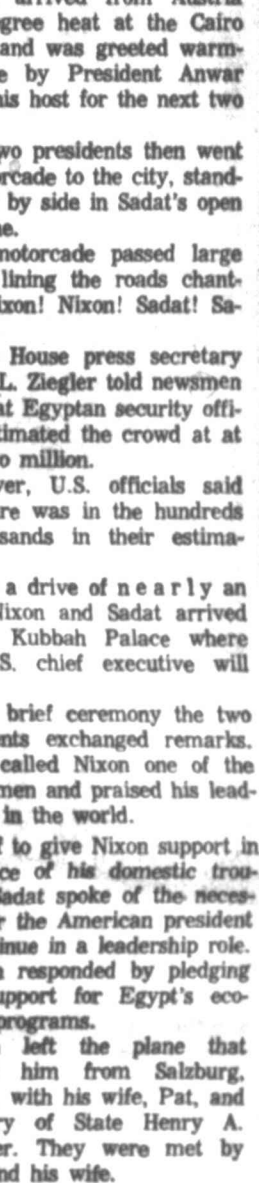 arrived from Austria
gree heat at the Cairo
and was greeted warm-
e by President Anwar
his host for the next two
wo presidents then went
rcade to the city, stand-
by side in Sadat's open
ne.
motorcade passed large
lining the roads chant-
ixon! Nixon! Sadat! Sa-
House press secretary
L. Ziegler told newsmen
at Egyptian security offi-
timated the crowd at at
o million.
ver, U.S. officials said
re was in the hundreds
sands in their estima-
a drive of nearly an
Nixon and Sadat arrived
Kubbah Palace where
S. chief executive will
brief ceremony the two
nts exchanged remarks.
called Nixon one of the
men and praised his lead-
in the world.
f to give Nixon support in
ce of his domestic trou-
Sadat spoke of the neces-
r the American president
inue in a leadership role.
n responded by pledging
upport for Egypt's eco-
programs.
left the plane that
him from Salzburg,
with his wife, Pat, and
ry of State Henry A.
er. They were met by
nd his wife.